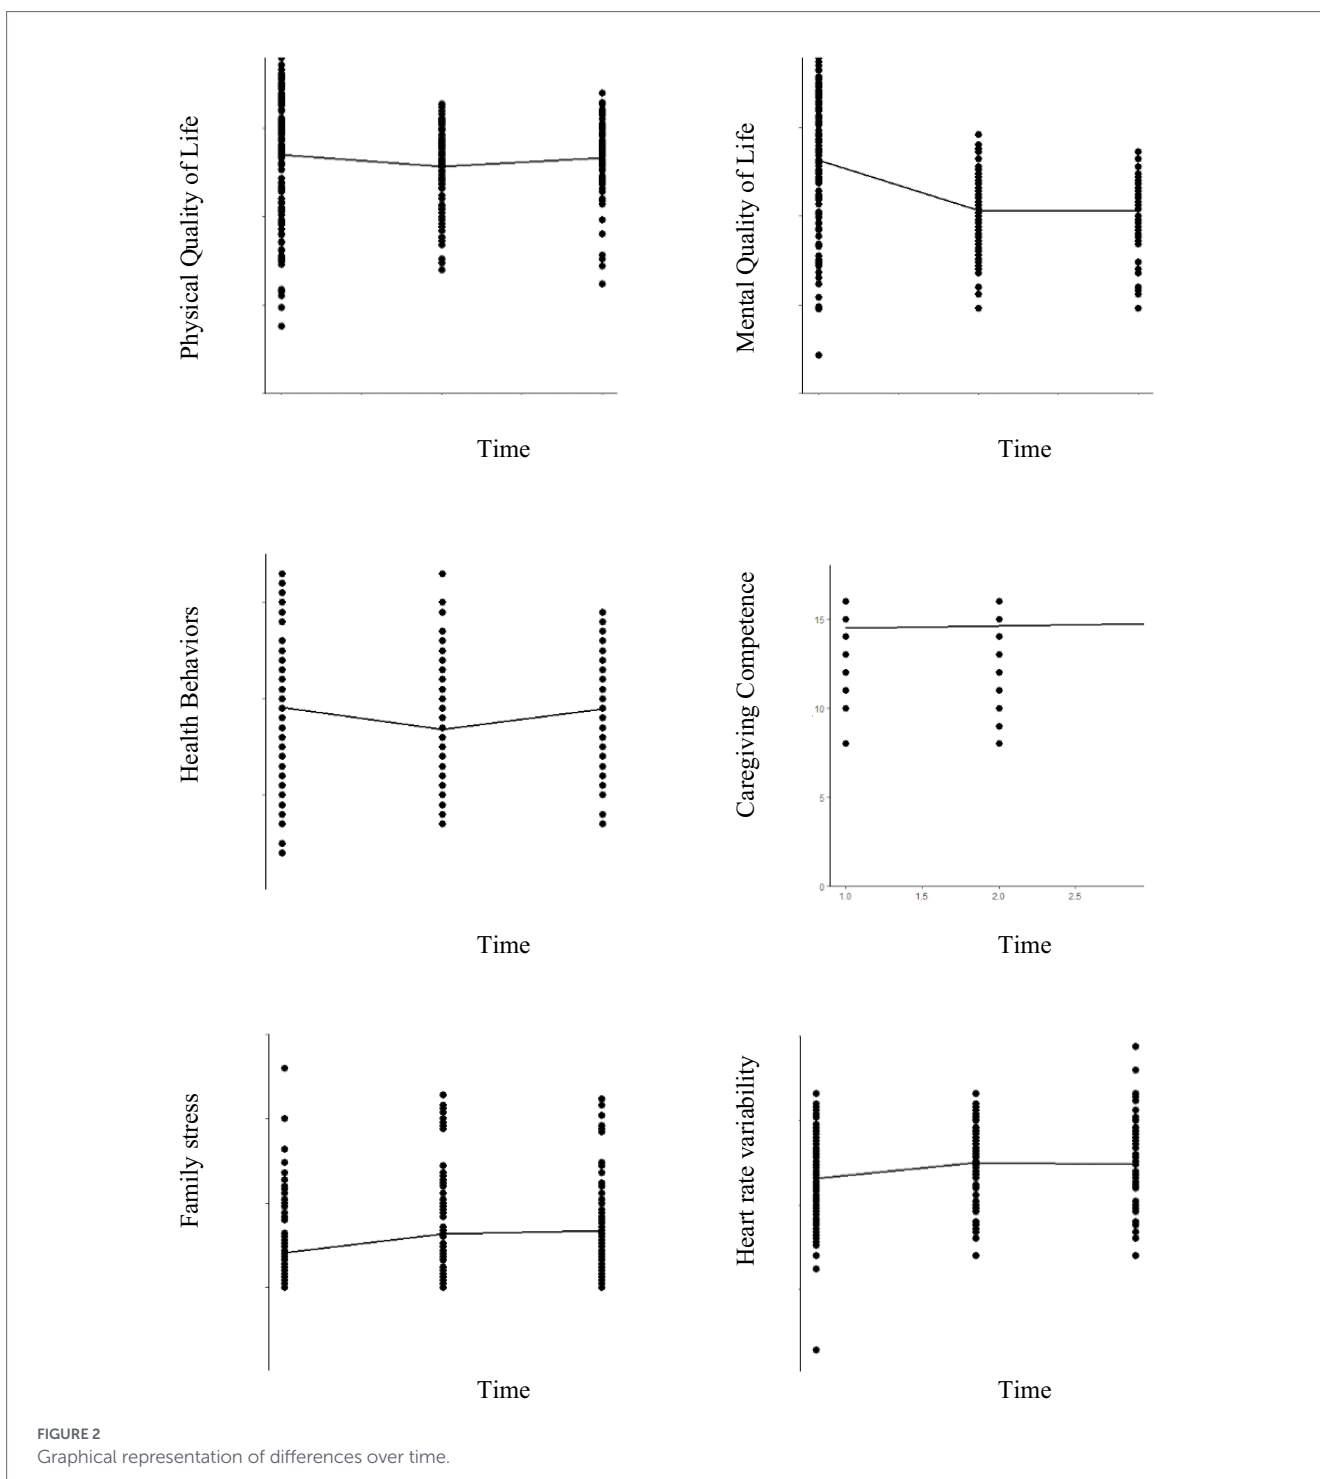 Physical Quality of Life
Time
Mental Quality of Life
Time
Health Behaviors
Time
Caregiving Competence
15
10
5
0
1.0
1.5
2.0
2.5
Time
Family stress
Time
Heart rate variability
Time
FIGURE 2
Graphical representation of differences over time.